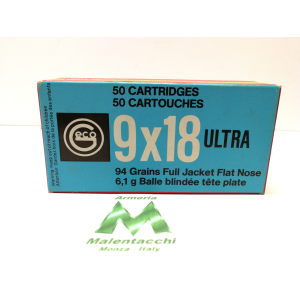 50 CARTRIDGES
50 CARTOUCHES
Geco
9x18 ULTRA
94 Grains Full Jacket Flat Nose
6,1 g Balle blindée tête plate
Armeria
Malentacchi
Monza Italy